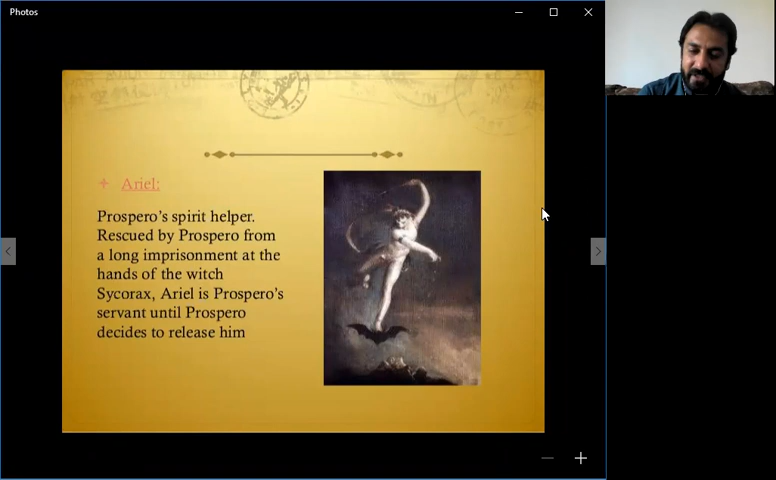 Photos
Ariel:
Prospero's spirit helper.
Rescued by Prospero from
a long imprisonment at the
hands of the witch
Sycorax, Ariel is Prospero's
servant until Prospero
decides to release him